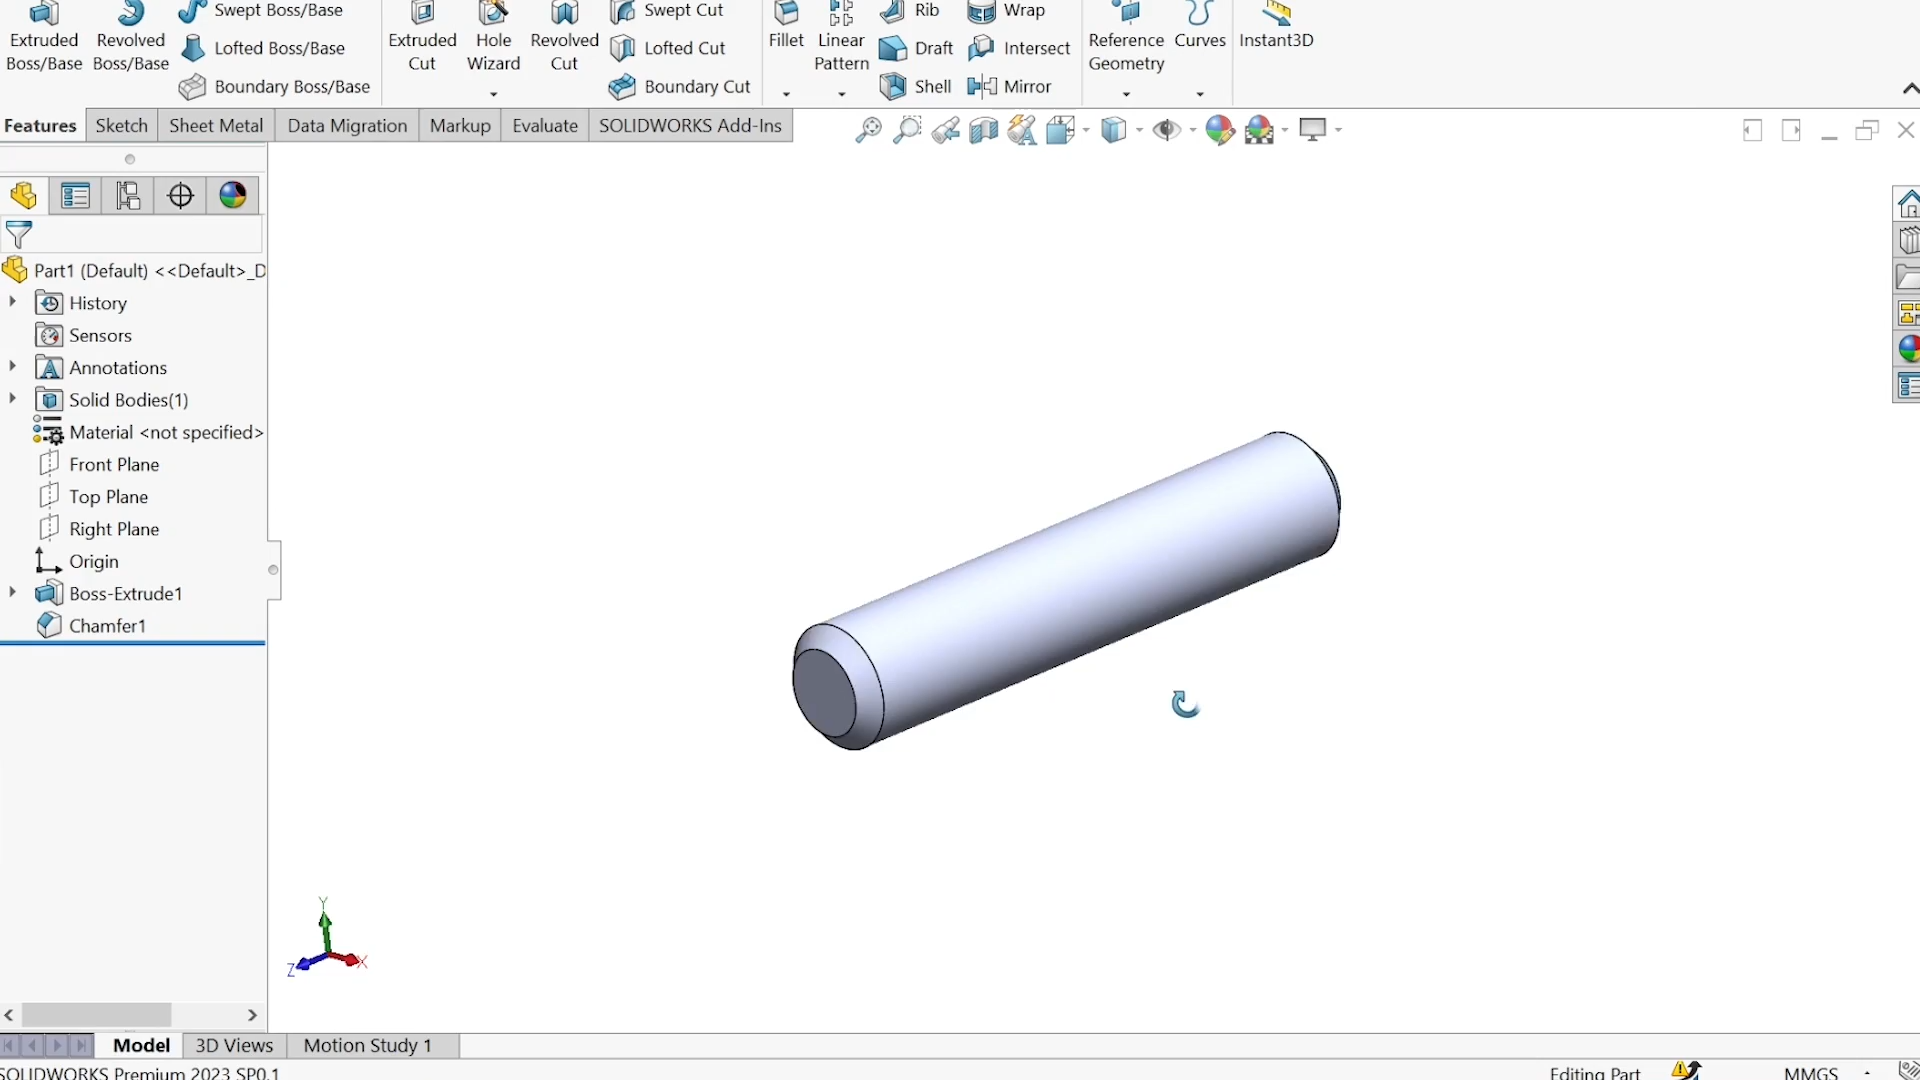 Extruded Boss/Base
Revolved Boss/Base
Swept Boss/Base
Lofted Boss/Base
Boundary Boss/Base
Extruded Cut
Hole Wizard
Revolved Cut
Swept Cut
Lofted Cut
Boundary Cut
Fillet
Linear Pattern
Rib
Draft
Shell
Wrap
Intersect
Mirror
Reference Geometry
Curves
Instant3D
Features
Sketch
Sheet Metal
Data Migration
Markup
Evaluate
SOLIDWORKS Add-Ins
Part1 (Default) <<Default>_D
History
Sensors
Annotations
Solid Bodies(1)
Material <not specified>
Front Plane
Top Plane
Right Plane
Origin
Boss-Extrude1
Chamfer1
Y
Z
X
Model
3D Views
Motion Study 1
SOLIDWORKS Premium 2023 SP0.1
Editing Part
MMGS